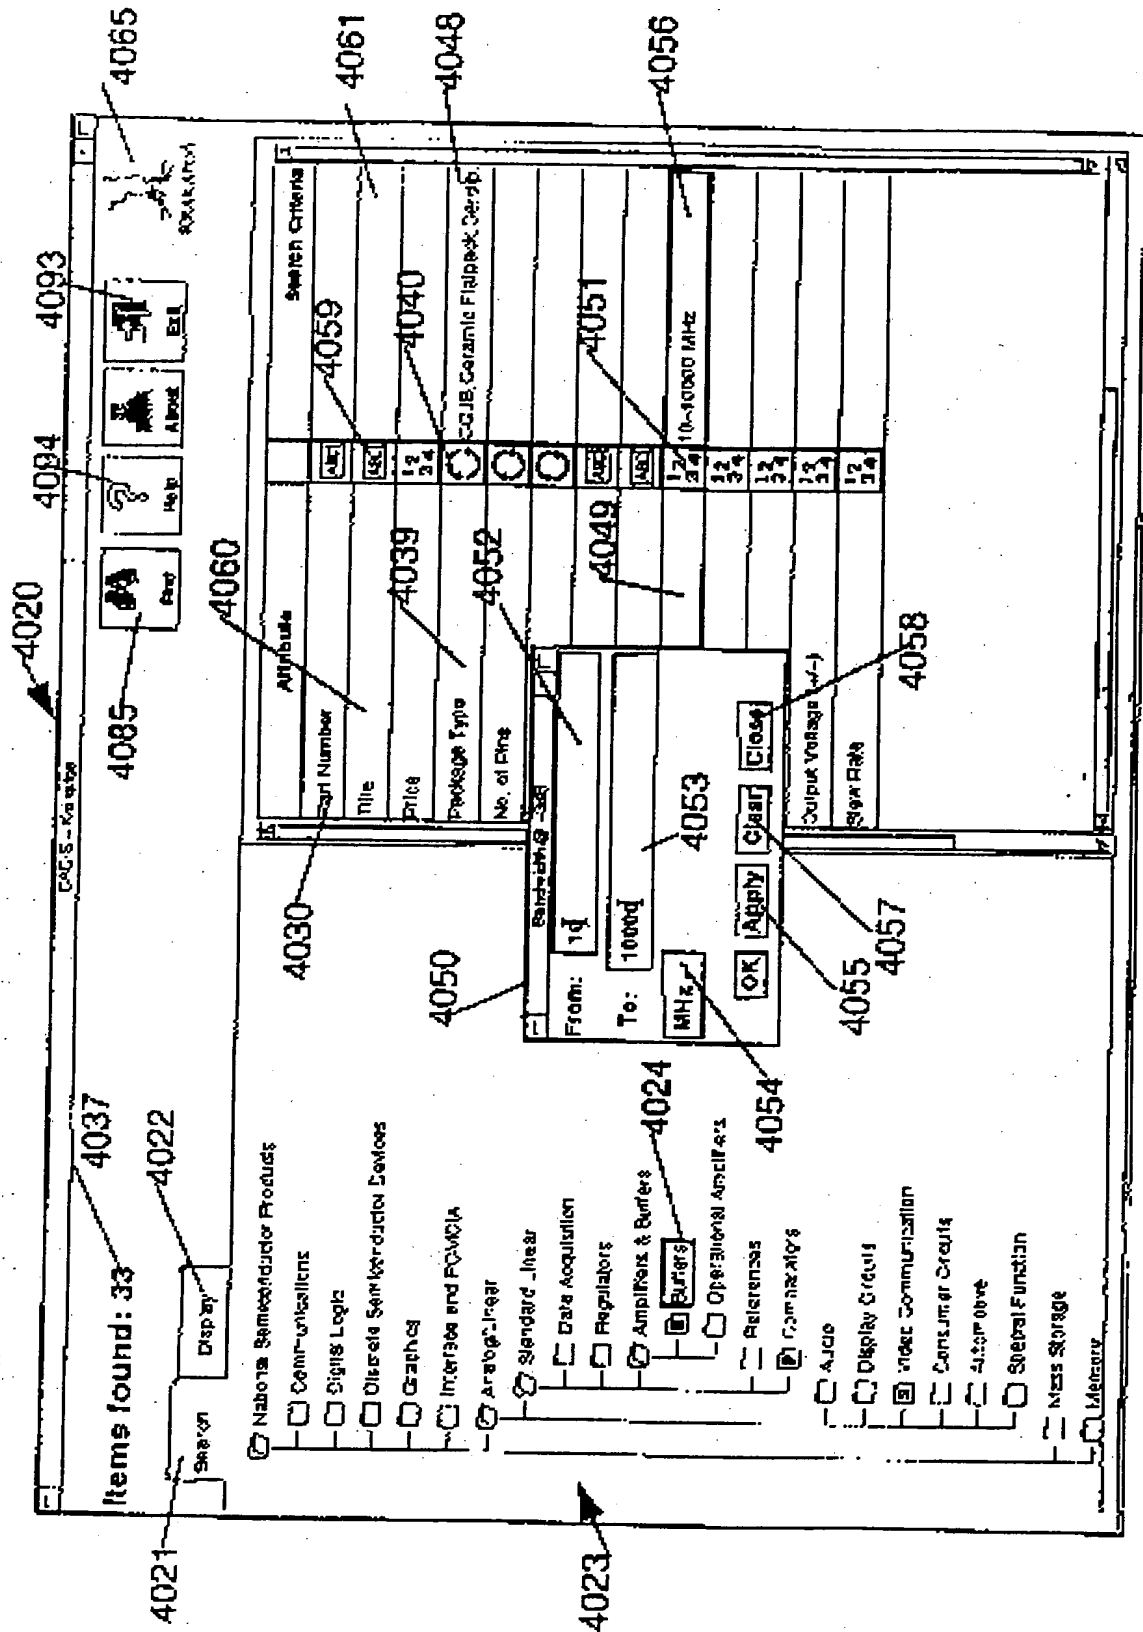 4020
4037
4085
4094
4093
4065
Items found: 33
Find
Help
About
Exit
4021
4022
4060
4059
4061
Search
Display
Attribute
Search Criteria
4030
4039
4040
4048
Part Number
Title
Price
Package Type
Ceramic Flatpack
No. of Pins
4050
4052
4049
4051
4056
From:
10
To:
10000
MHz
10-10000 MHz
OK
Apply
Clear
Close
4053
4054
4055
4057
4058
Output Voltage (+/-)
Slew Rate
4023
4024
National Semiconductor Products
Communications
Digital Logic
Discrete Semiconductor Devices
Graphics
Interface and PCMCIA
Analog/Linear
Standard Linear
Data Acquisition
Regulators
Amplifiers & Buffers
Buffers
Operational Amplifiers
References
Comparators
Audio
Display Circuit
Video Communication
Consumer Circuits
Automotive
Special Function
Mass Storage
Memory